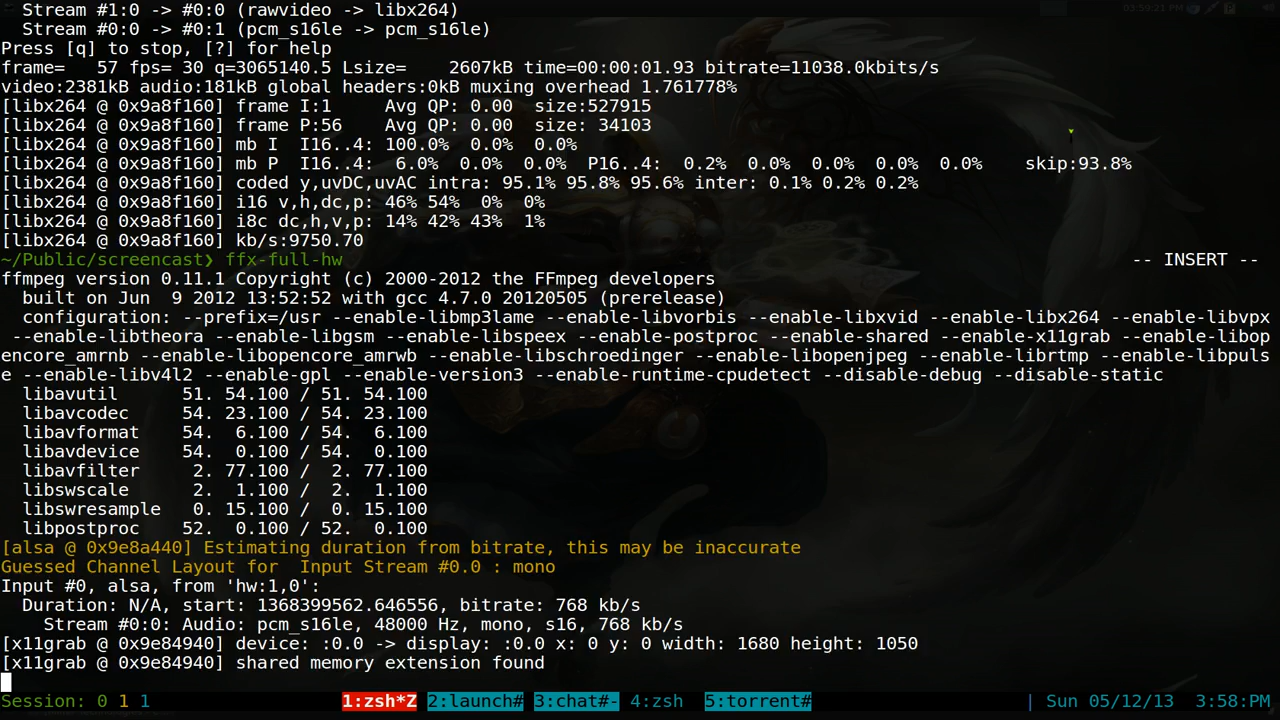 Stream #1:0 -> #0:0 (rawvideo -> libx264)
Stream #0:0 -> #0:1 (pcm_s16le -> pcm_s16le)
Press [q] to stop, [?] for help
frame=   57 fps= 30 q=3065140.5 Lsize=    2607kB time=00:00:01.93 bitrate=11038.0kbits/s
video:2381kB audio:181kB global headers:0kB muxing overhead 1.761778%
[libx264 @ 0x9a8f160] frame I:1     Avg QP: 0.00  size:527915
[libx264 @ 0x9a8f160] frame P:56    Avg QP: 0.00  size: 34103
[libx264 @ 0x9a8f160] mb I  I16..4: 100.0%  0.0%  0.0%
[libx264 @ 0x9a8f160] mb P  I16..4:  6.0%  0.0%  0.0%  P16..4:  0.2%  0.0%  0.0%  0.0%  0.0%    skip:93.8%
[libx264 @ 0x9a8f160] coded y,uvDC,uvAC intra: 95.1% 95.8% 95.6% inter: 0.1% 0.2% 0.2%
[libx264 @ 0x9a8f160] i16 v,h,dc,p: 46% 54%  0%  0%
[libx264 @ 0x9a8f160] i8c dc,h,v,p: 14% 42% 43%  1%
[libx264 @ 0x9a8f160] kb/s:9750.70
~/Public/screencast❯ ffx-full-hw -- INSERT --
ffmpeg version 0.11.1 Copyright (c) 2000-2012 the FFmpeg developers
built on Jun  9 2012 13:52:52 with gcc 4.7.0 20120505 (prerelease)
configuration: --prefix=/usr --enable-libmp3lame --enable-libvorbis --enable-libxvid --enable-libx264 --enable-libvpx
--enable-libtheora --enable-libgsm --enable-libspeex --enable-postproc --enable-shared --enable-x11grab --enable-libop
encore_amrnb --enable-libopencore_amrwb --enable-libschroedinger --enable-libopenjpeg --enable-librtmp --enable-libpuls
e --enable-libv4l2 --enable-gpl --enable-version3 --enable-runtime-cpudetect --disable-debug --disable-static
libavutil      51. 54.100 / 51. 54.100
libavcodec     54. 23.100 / 54. 23.100
libavformat    54.  6.100 / 54.  6.100
libavdevice    54.  0.100 / 54.  0.100
libavfilter     2. 77.100 /  2. 77.100
libswscale      2.  1.100 /  2.  1.100
libswresample   0. 15.100 /  0. 15.100
libpostproc    52.  0.100 / 52.  0.100
[alsa @ 0x9e8a440] Estimating duration from bitrate, this may be inaccurate
Guessed Channel Layout for  Input Stream #0.0 : mono
Input #0, alsa, from 'hw:1,0':
Duration: N/A, start: 1368399562.646556, bitrate: 768 kb/s
Stream #0:0: Audio: pcm_s16le, 48000 Hz, mono, s16, 768 kb/s
[x11grab @ 0x9e84940] device: :0.0 -> display: :0.0 x: 0 y: 0 width: 1680 height: 1050
[x11grab @ 0x9e84940] shared memory extension found
Session: 0 1 1 1:zsh*Z 2:launch# 3:chat#- 4:zsh 5:torrent# | Sun 05/12/13  3:58:PM